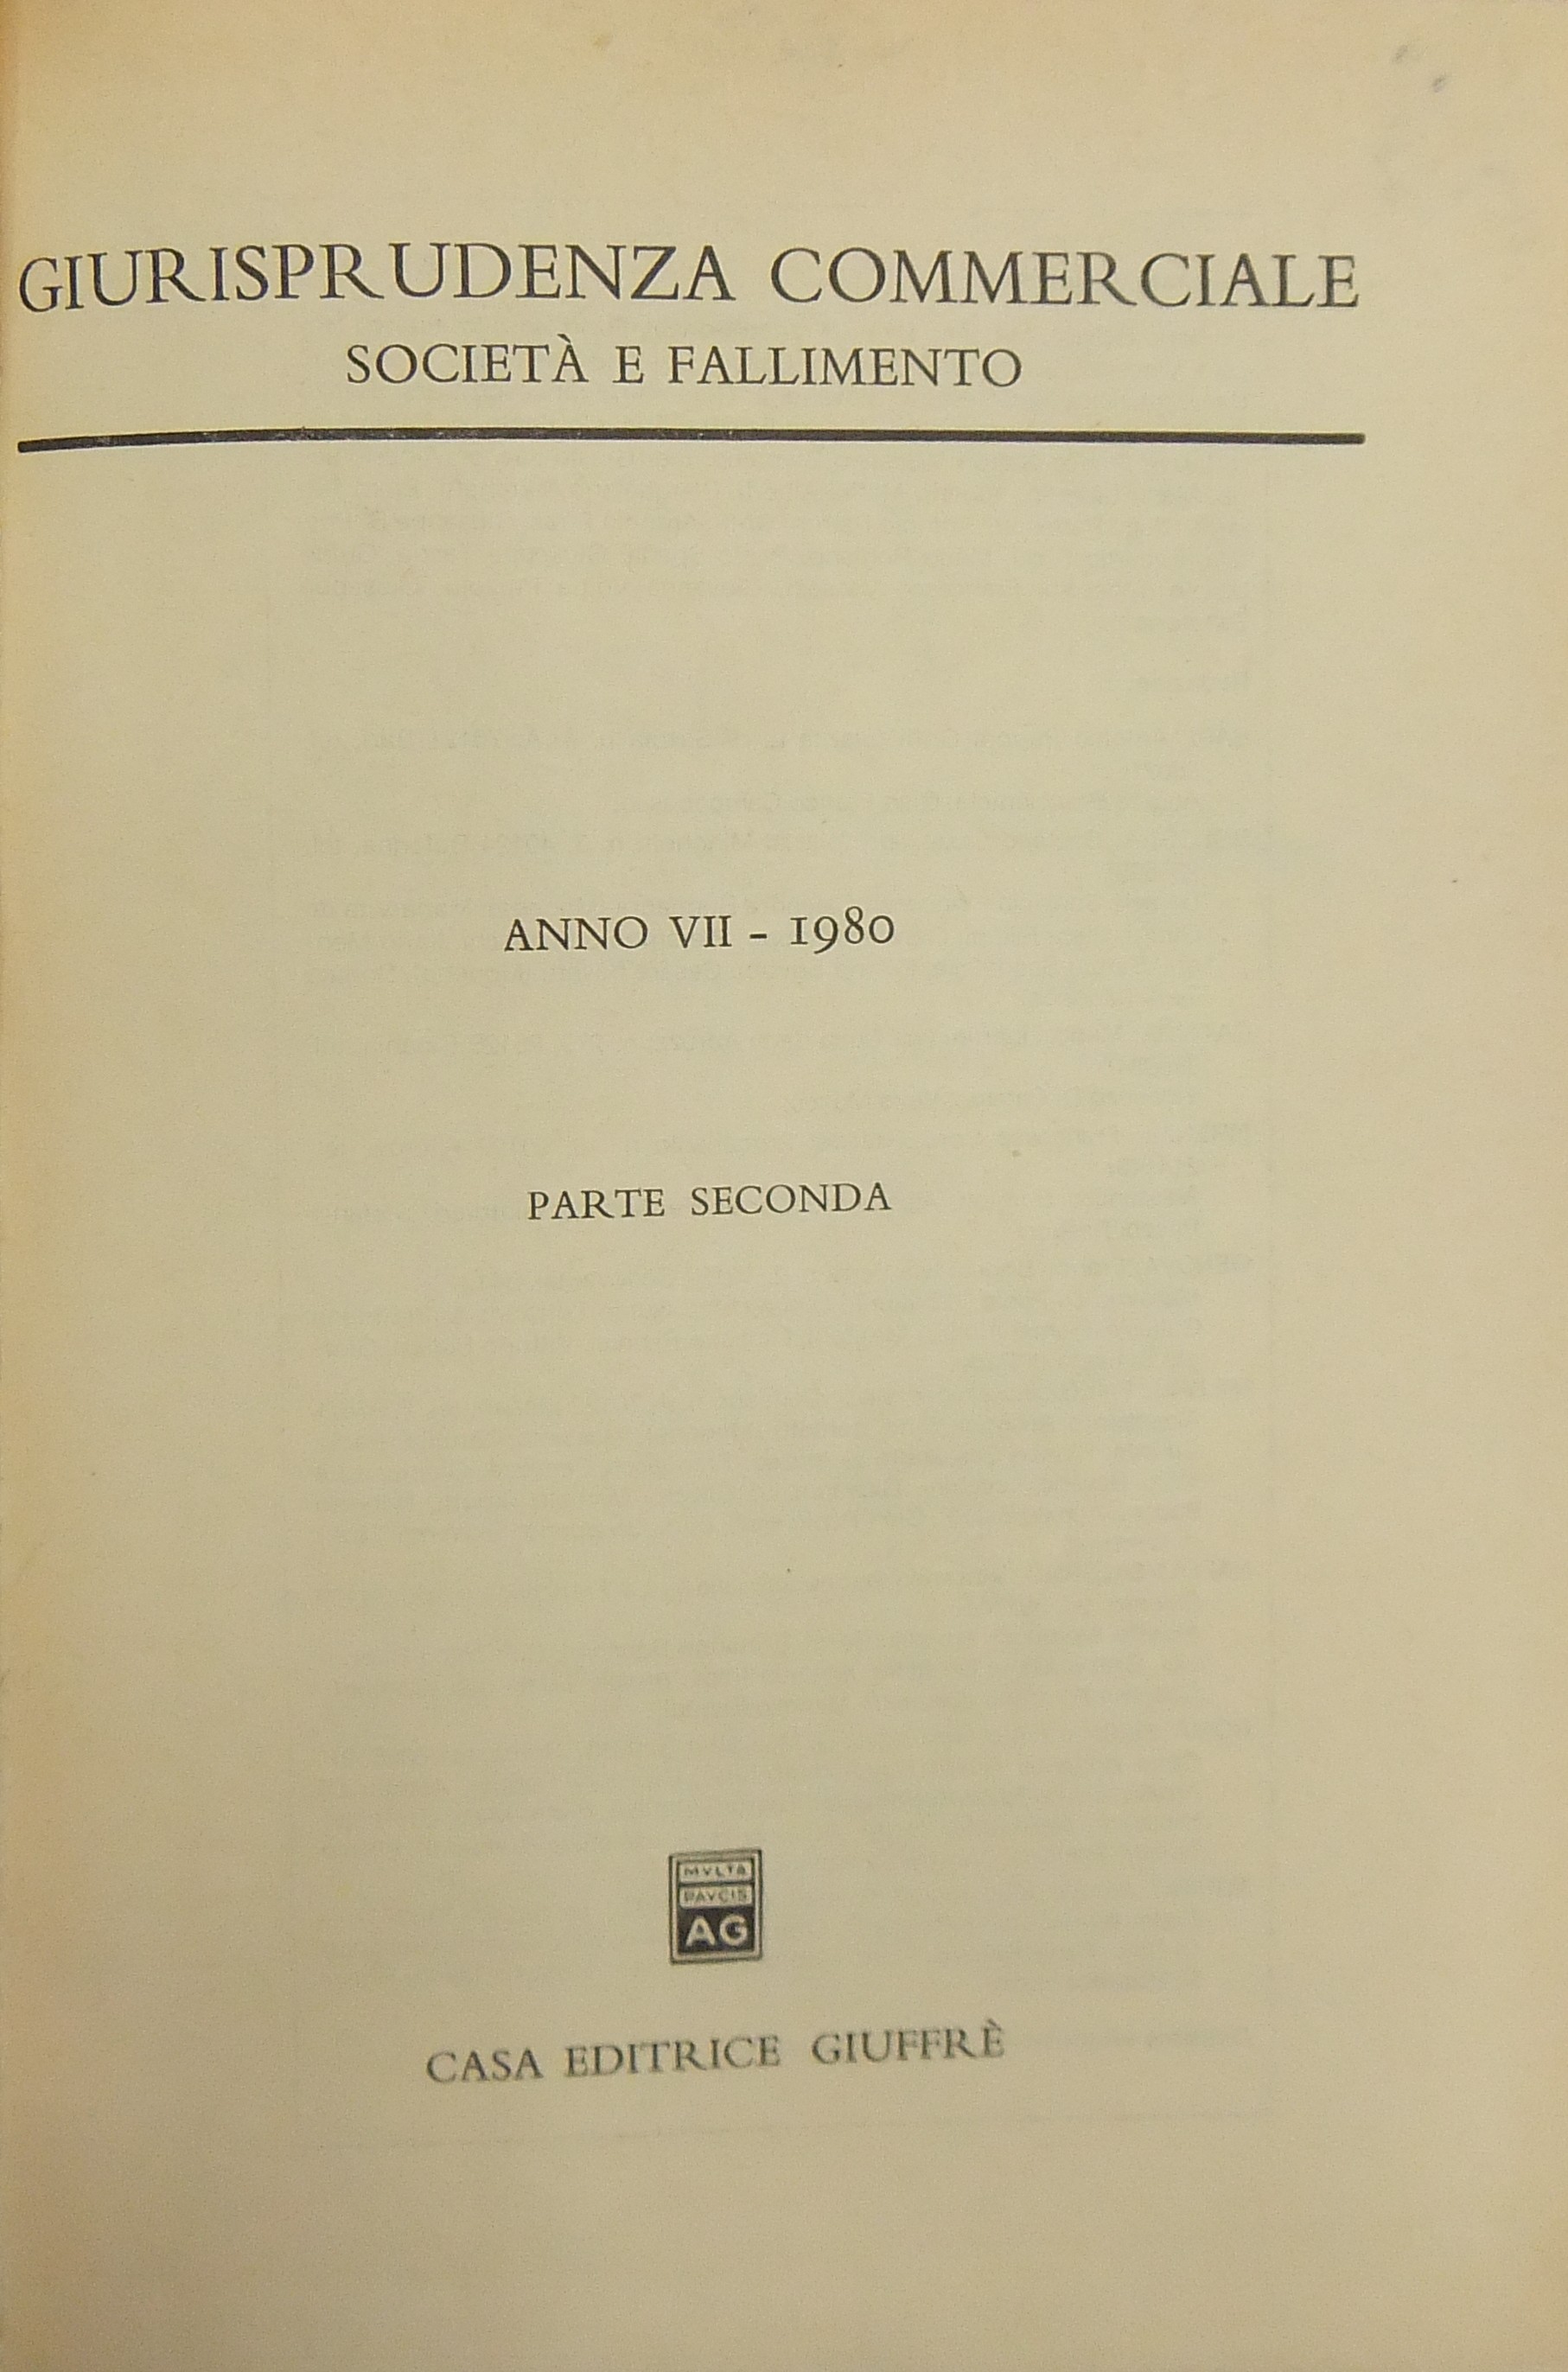 GIURISPRUDENZA COMMERCIALE
SOCIETÀ E FALLIMENTO
ANNO VII - 1980
PARTE SECONDA
MVLTA
PAVCIS
AG
CASA EDITRICE GIUFFRÈ